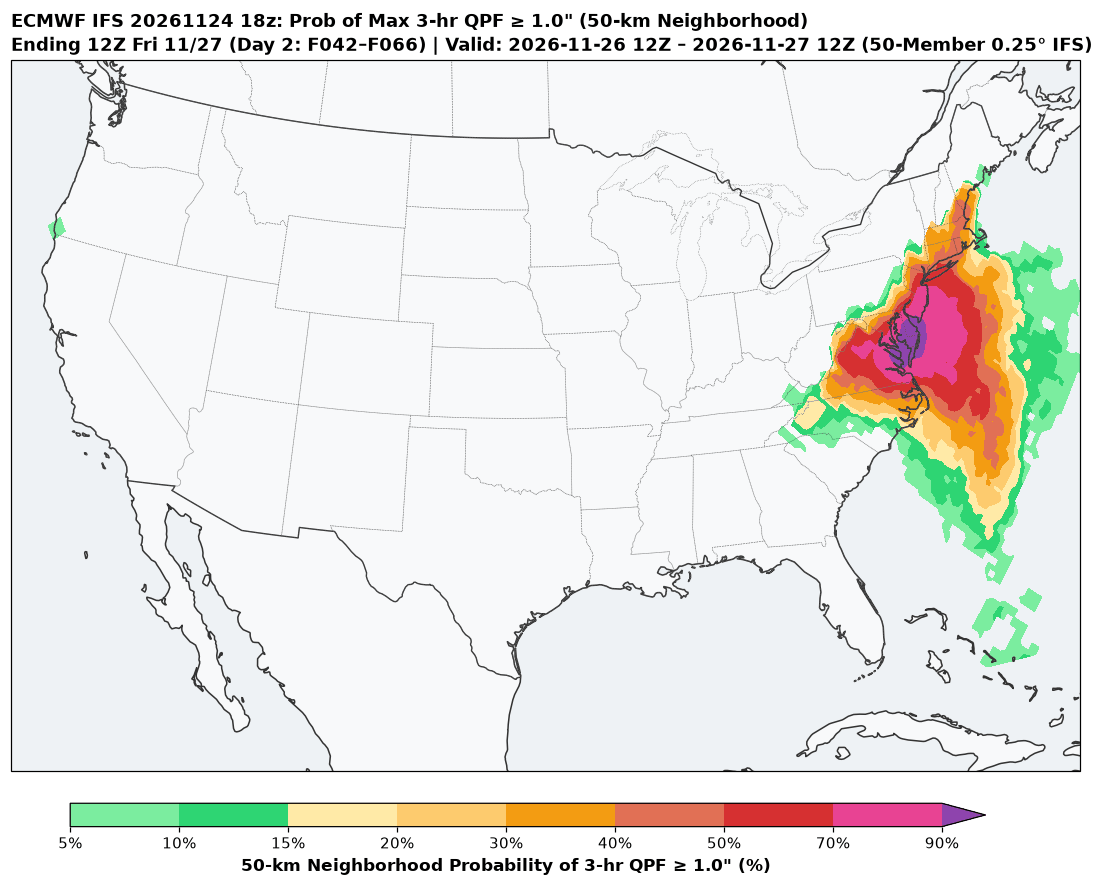 ECMWF IFS 20261124 18z: Prob of Max 3-hr QPF ≥ 1.0" (50-km Neighborhood)
Ending 12Z Fri 11/27 (Day 2: F042–F066) | Valid: 2026-11-26 12Z – 2026-11-27 12Z (50-Member 0.25° IFS)
5% 10% 15% 20% 30% 40% 50% 70% 90%
50-km Neighborhood Probability of 3-hr QPF ≥ 1.0" (%)